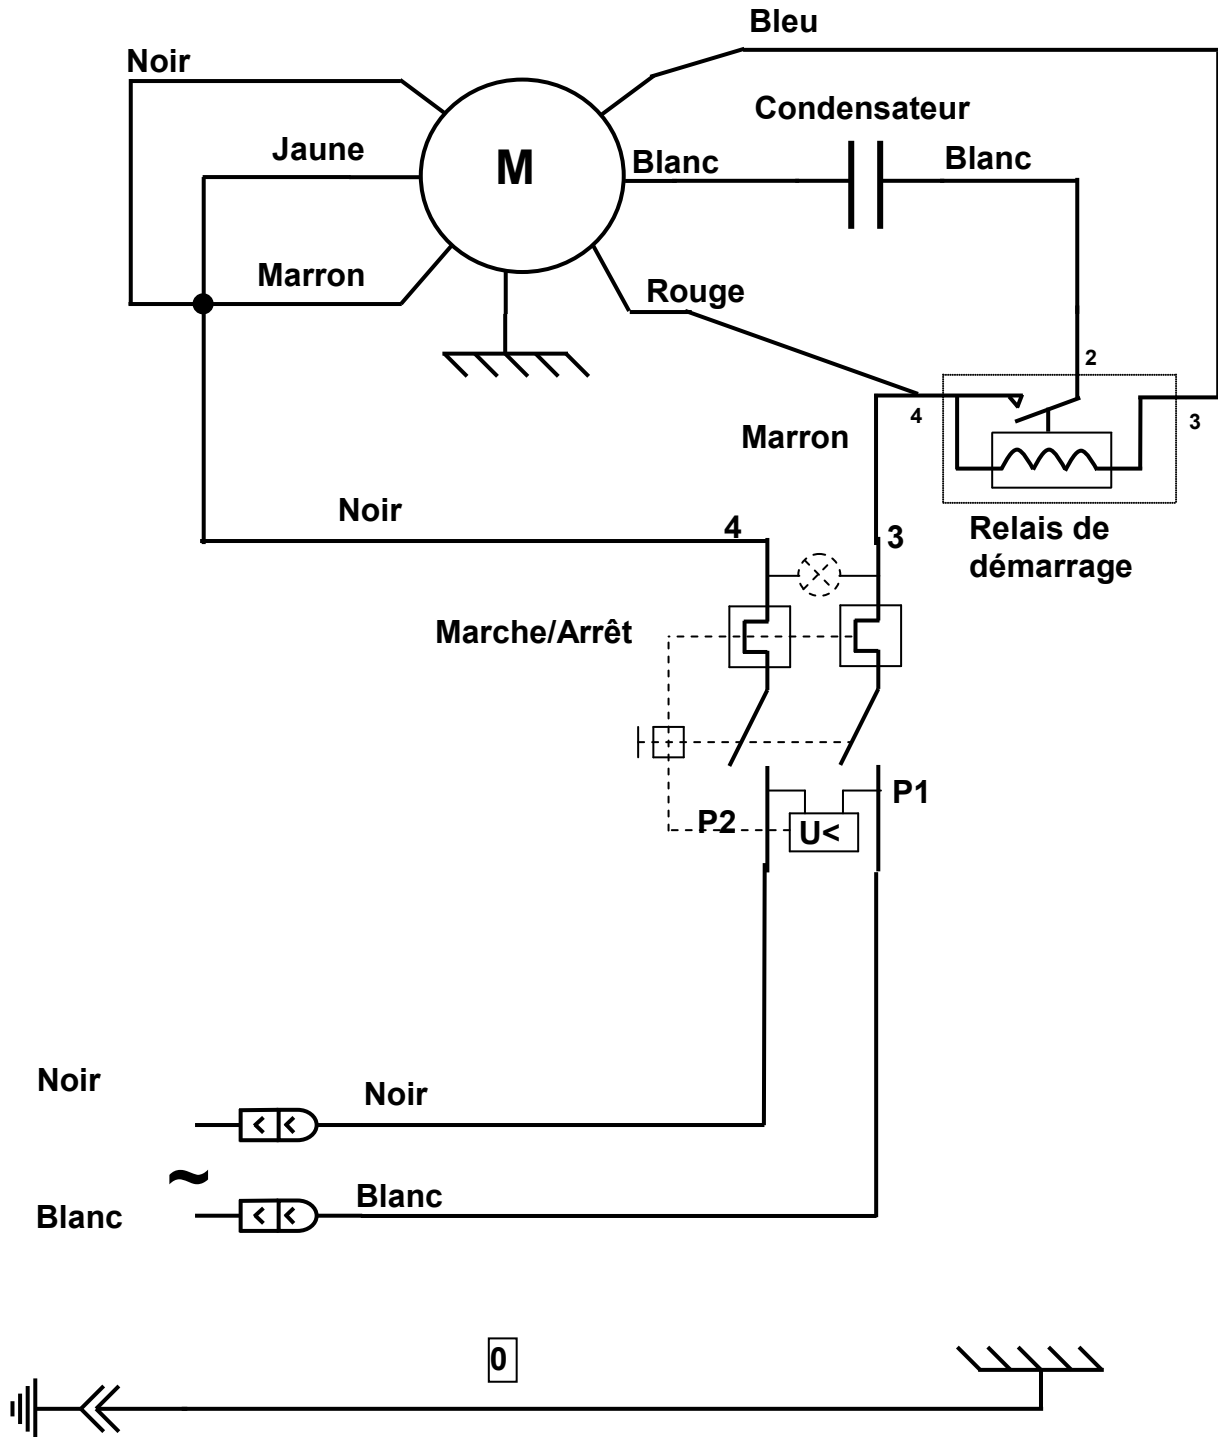 Bleu
Noir
Condensateur
Jaune
M
Blanc
Blanc
Marron
Rouge
2
4
3
Marron
Noir
4
3
Relais de
démarrage
Marche/Arrêt
P1
P2
U<
Noir
Noir
~
Blanc
Blanc
0